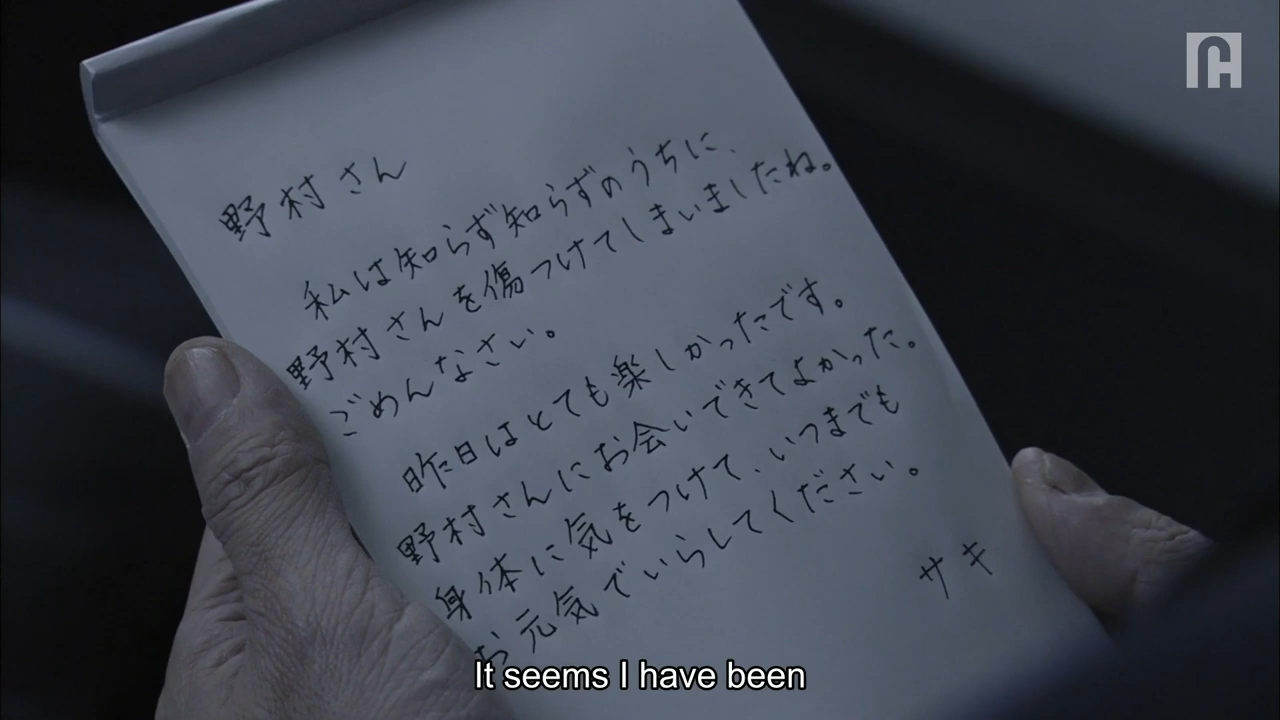 野村さん
私は知らず知らずのうちに、
野村さんを傷つけてしまいましたね。
ごめんなさい。
昨日はとても楽しかったです。
野村さんにお会いできてよかった。
身体に気をつけて、いつまでも
お元気でいらしてください。
サキ
It seems I have been